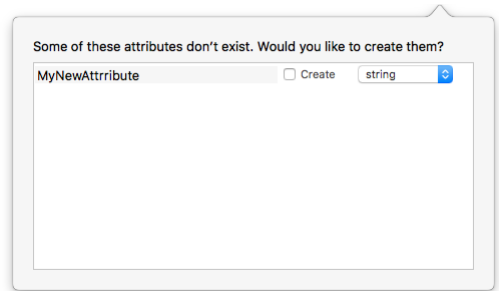 Some of these attributes don't exist. Would you like to create them?
MyNewAttrribute Create string